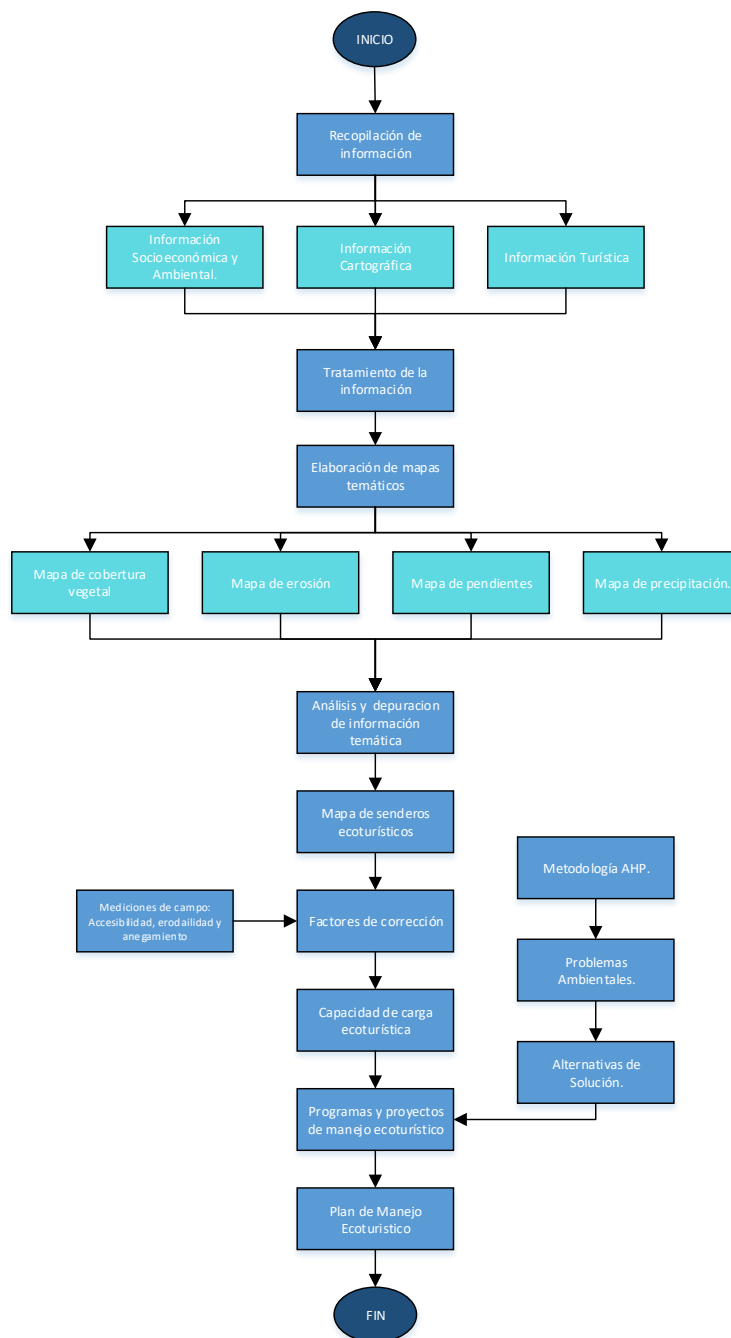 INICIO
Recopilación de
información
Información
Socioeconómica y
Ambiental.
Información
Cartográfica
Información Turística
Tratamiento de la
información
Elaboración de mapas
temáticos
Mapa de cobertura
vegetal
Mapa de erosión
Mapa de pendientes
Mapa de precipitación.
Análisis y depuracion
de información
temática
Mapa de senderos
ecoturísticos
Metodología AHP.
Mediciones de campo:
Accesibilidad, erodailidad y
anegamiento
Factores de corrección
Problemas
Ambientales.
Capacidad de carga
ecoturística
Alternativas de
Solución.
Programas y proyectos
de manejo ecoturístico
Plan de Manejo
Ecoturistico
FIN